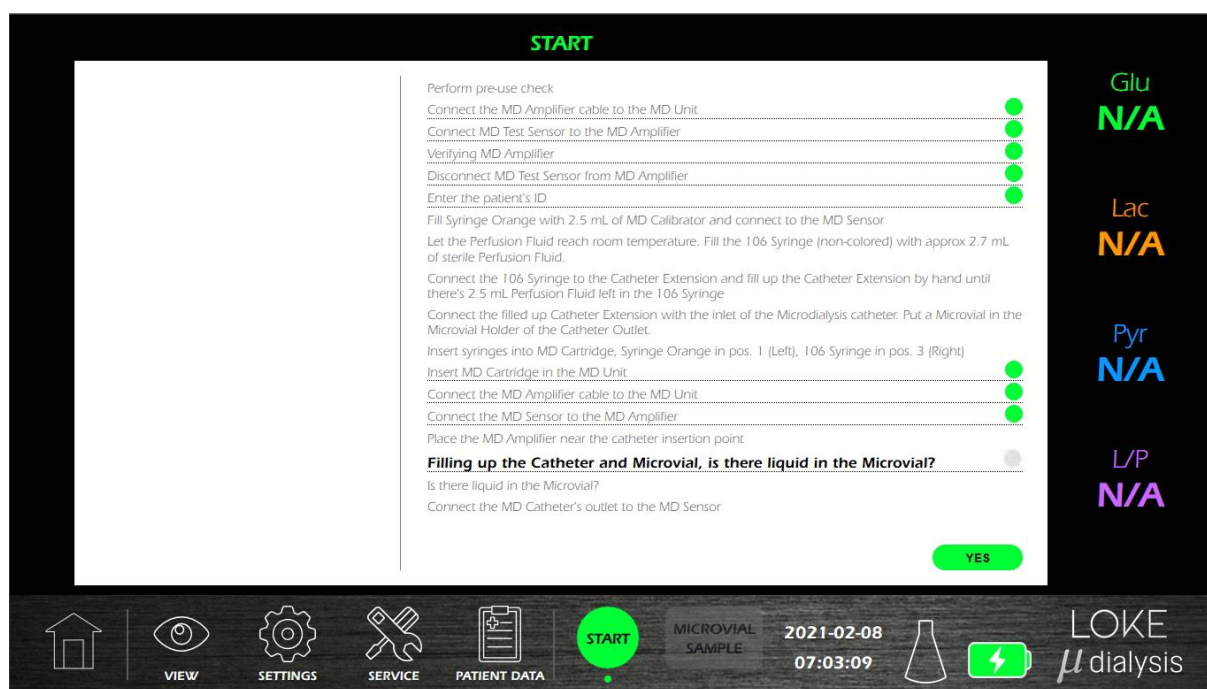 START
Perform pre-use check
Connect the MD Amplifier cable to the MD Unit
Connect MD Test Sensor to the MD Amplifier
Verifying MD Amplifier
Disconnect MD Test Sensor from MD Amplifier
Enter the patient's ID
Fill Syringe Orange with 2.5 mL of MD Calibrator and connect to the MD Sensor
Let the Perfusion Fluid reach room temperature. Fill the 106 Syringe (non-colored) with approx 2.7 mL
of sterile Perfusion Fluid.
Connect the 106 Syringe to the Catheter Extension and fill up the Catheter Extension by hand until
there's 2.5 mL Perfusion Fluid left in the 106 Syringe
Connect the filled up Catheter Extension with the inlet of the Microdialysis catheter. Put a Microvial in the
Microvial Holder of the Catheter Outlet.
Insert syringes into MD Cartridge, Syringe Orange in pos. 1 (Left), 106 Syringe in pos. 3 (Right)
Insert MD Cartridge in the MD Unit
Connect the MD Amplifier cable to the MD Unit
Connect the MD Sensor to the MD Amplifier
Place the MD Amplifier near the catheter insertion point
Filling up the Catheter and Microvial, is there liquid in the Microvial?
Is there liquid in the Microvial?
Connect the MD Catheter's outlet to the MD Sensor
YES
Glu
N/A
Lac
N/A
Pyr
N/A
L/P
N/A
VIEW
SETTINGS
SERVICE
PATIENT DATA
START
MICROVIAL
SAMPLE
2021-02-08
07:03:09
LOKE
μ dialysis